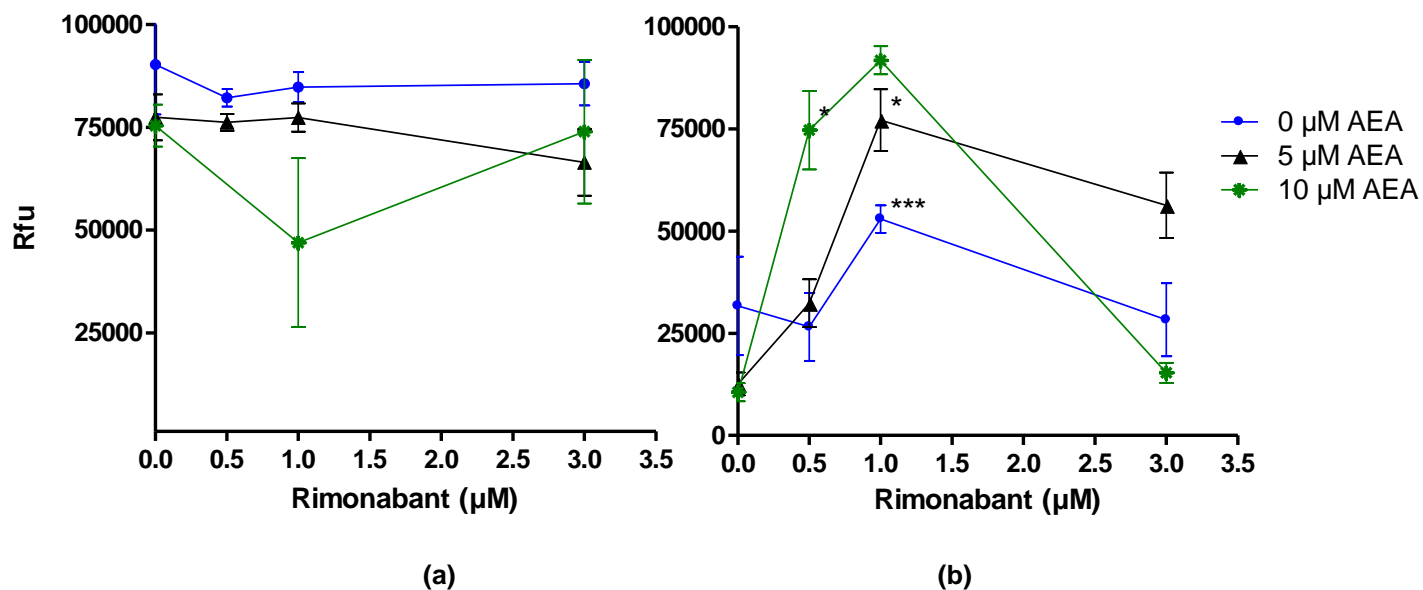 100000
75000
50000
25000
Rfu
0.0 0.5 1.0 1.5 2.0 2.5 3.0 3.5
Rimonabant (µM)
(a)
100000
75000
50000
25000
0
* *
***
0.0 0.5 1.0 1.5 2.0 2.5 3.0 3.5
Rimonabant (µM)
(b)
0 µM AEA
5 µM AEA
10 µM AEA